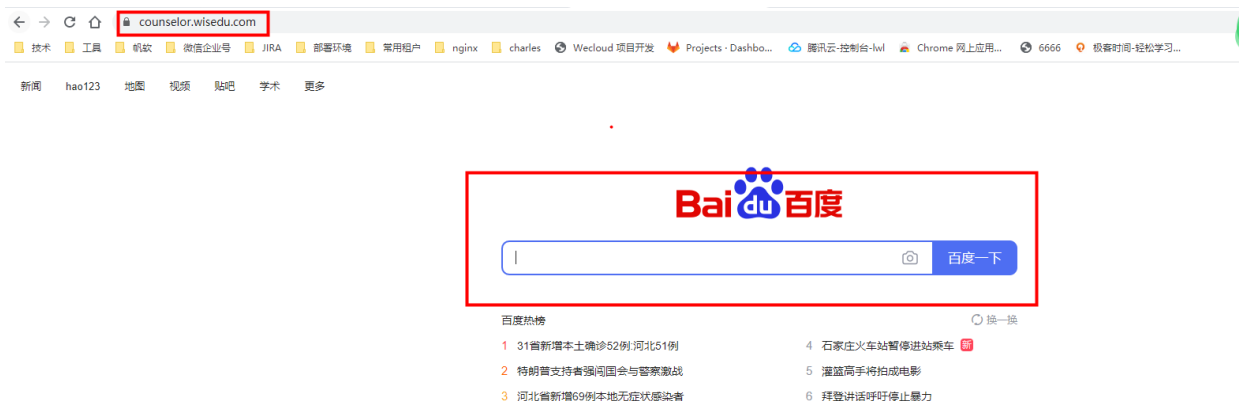 counselor.wisedu.com
技术 工具 帆软 微信企业号 JIRA 部署环境 常用租户 nginx charles Wecloud 项目开发 Projects · Dashbo... 腾讯云-控制台-lwl Chrome 网上应用... 6666 极客时间-轻松学习...
新闻 hao123 地图 视频 贴吧 学术 更多
Bai du 百度
百度一下
百度热榜 换一换
1 31省新增本土确诊52例:河北51例 4 石家庄火车站暂停进站乘车 新
2 特朗普支持者强闯国会与警察激战 5 灌篮高手将拍成电影
3 河北省新增69例本地无症状感染者 6 拜登讲话呼吁停止暴力